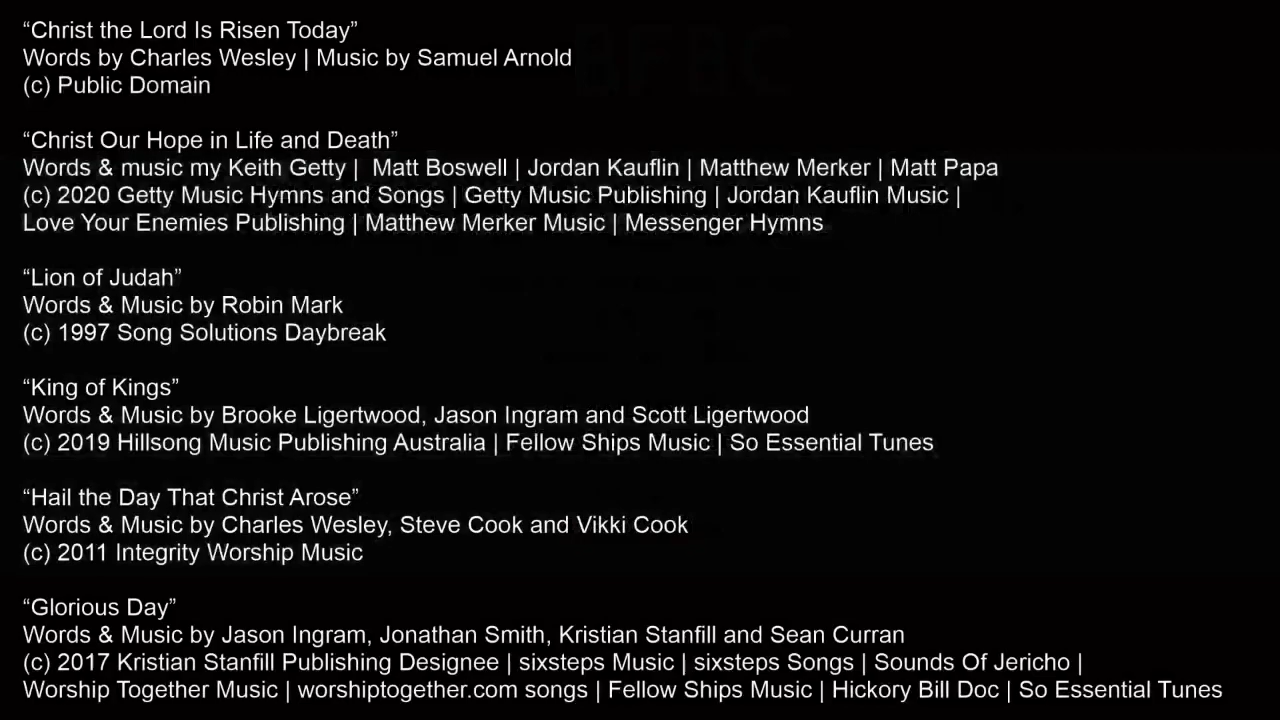 “Christ the Lord Is Risen Today”
Words by Charles Wesley | Music by Samuel Arnold
(c) Public Domain
“Christ Our Hope in Life and Death”
Words & music my Keith Getty |  Matt Boswell | Jordan Kauflin | Matthew Merker | Matt Papa
(c) 2020 Getty Music Hymns and Songs | Getty Music Publishing | Jordan Kauflin Music |
Love Your Enemies Publishing | Matthew Merker Music | Messenger Hymns
“Lion of Judah”
Words & Music by Robin Mark
(c) 1997 Song Solutions Daybreak
“King of Kings”
Words & Music by Brooke Ligertwood, Jason Ingram and Scott Ligertwood
(c) 2019 Hillsong Music Publishing Australia | Fellow Ships Music | So Essential Tunes
“Hail the Day That Christ Arose”
Words & Music by Charles Wesley, Steve Cook and Vikki Cook
(c) 2011 Integrity Worship Music
“Glorious Day”
Words & Music by Jason Ingram, Jonathan Smith, Kristian Stanfill and Sean Curran
(c) 2017 Kristian Stanfill Publishing Designee | sixsteps Music | sixsteps Songs | Sounds Of Jericho |
Worship Together Music | worshiptogether.com songs | Fellow Ships Music | Hickory Bill Doc | So Essential Tunes